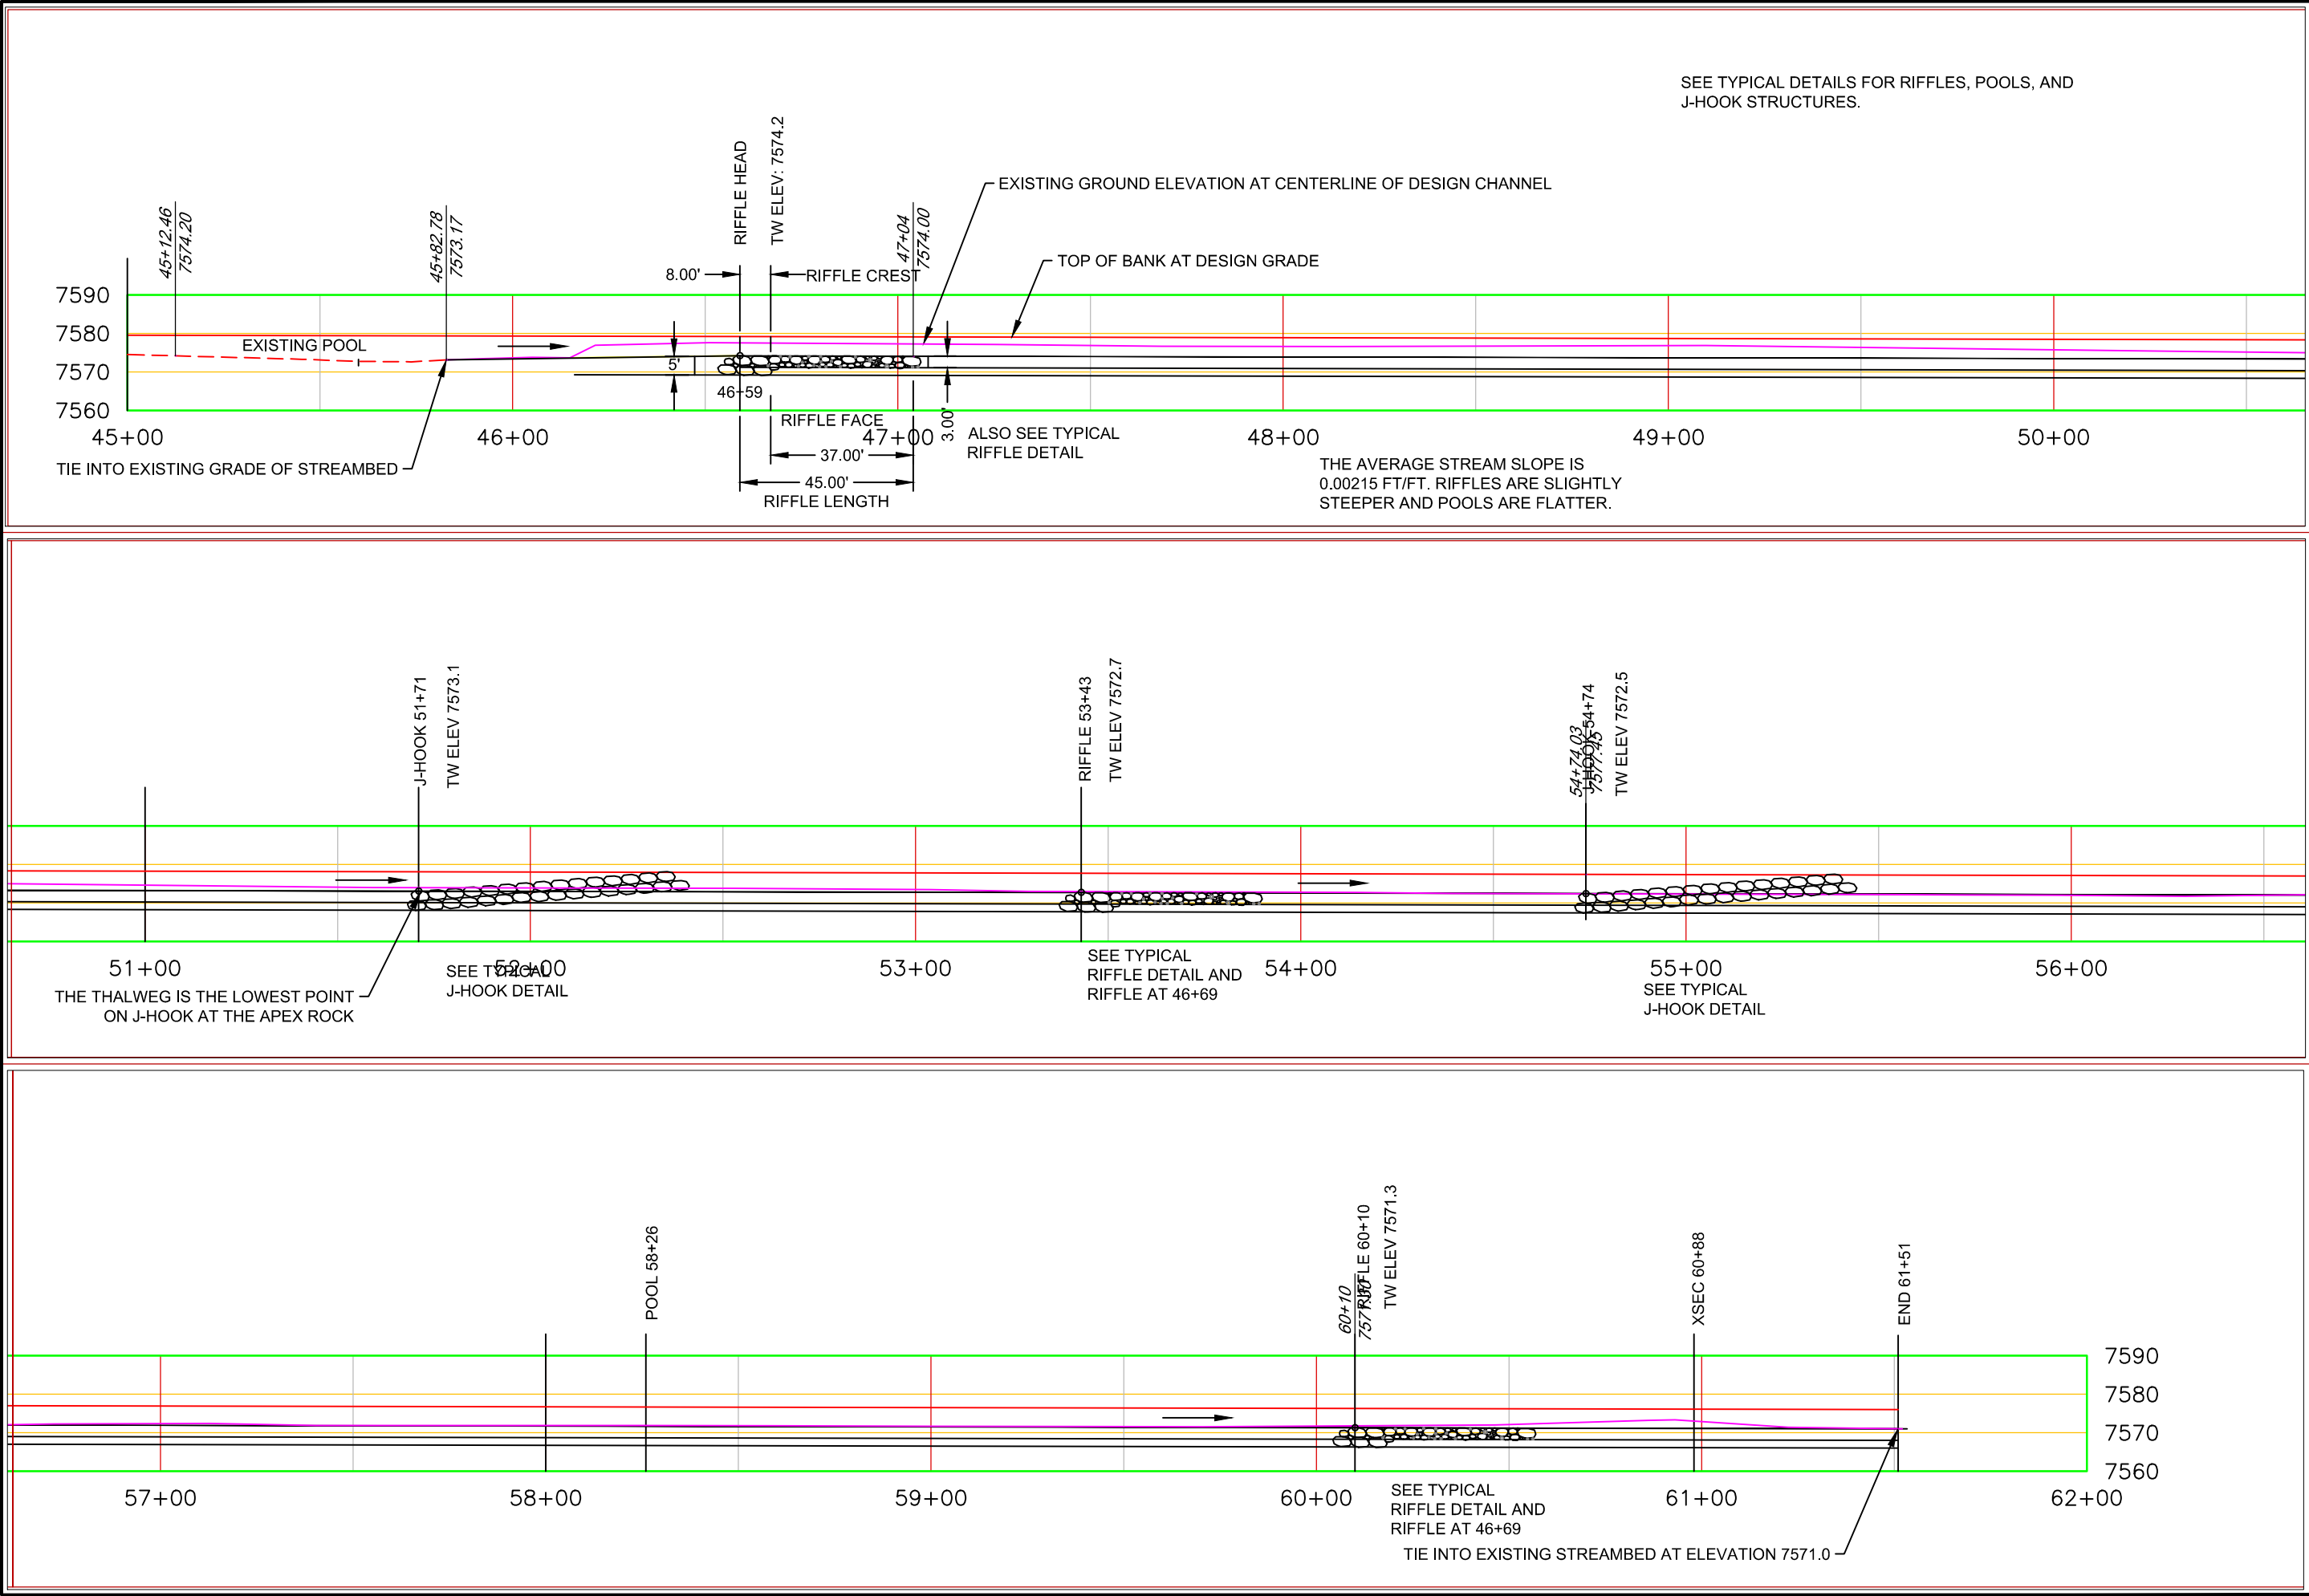 SEE TYPICAL DETAILS FOR RIFFLES, POOLS, AND
J-HOOK STRUCTURES.
45+12.46
7574.20
45+82.78
7573.17
RIFFLE HEAD
TW ELEV: 7574.2
47+04
7574.00
EXISTING GROUND ELEVATION AT CENTERLINE OF DESIGN CHANNEL
TOP OF BANK AT DESIGN GRADE
8.00'
RIFFLE CREST
7590
7580
7570
7560
EXISTING POOL
5'
46+59
3.00'
45+00
46+00
47+00
48+00
49+00
50+00
RIFFLE FACE
37.00'
45.00'
RIFFLE LENGTH
ALSO SEE TYPICAL
RIFFLE DETAIL
TIE INTO EXISTING GRADE OF STREAMBED
THE AVERAGE STREAM SLOPE IS
0.00215 FT/FT. RIFFLES ARE SLIGHTLY
STEEPER AND POOLS ARE FLATTER.
J-HOOK 51+71
TW ELEV 7573.1
RIFFLE 53+43
TW ELEV 7572.7
54+74.03
7577.45
J-HOOK 54+74
TW ELEV 7572.5
51+00
52+00
53+00
54+00
55+00
56+00
THE THALWEG IS THE LOWEST POINT
ON J-HOOK AT THE APEX ROCK
SEE TYPICAL
J-HOOK DETAIL
SEE TYPICAL
RIFFLE DETAIL AND
RIFFLE AT 46+69
SEE TYPICAL
J-HOOK DETAIL
POOL 58+26
60+10
RIFFLE 60+10
TW ELEV 7571.3
XSEC 60+88
END 61+51
7590
7580
7570
7560
57+00
58+00
59+00
60+00
61+00
62+00
SEE TYPICAL
RIFFLE DETAIL AND
RIFFLE AT 46+69
TIE INTO EXISTING STREAMBED AT ELEVATION 7571.0